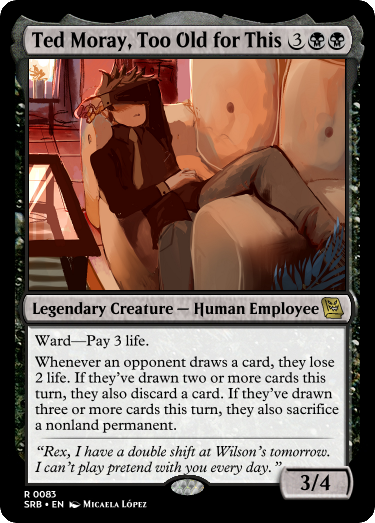 Ted Moray, Too Old for This 3
Legendary Creature — Human Employee
Ward—Pay 3 life.
Whenever an opponent draws a card, they lose
2 life. If they've drawn two or more cards this
turn, they also discard a card. If they've drawn
three or more cards this turn, they also sacrifice
a nonland permanent.
“Rex, I have a double shift at Wilson's tomorrow.
I can't play pretend with you every day.”
3/4
R 0083
SRB • EN Micaela López